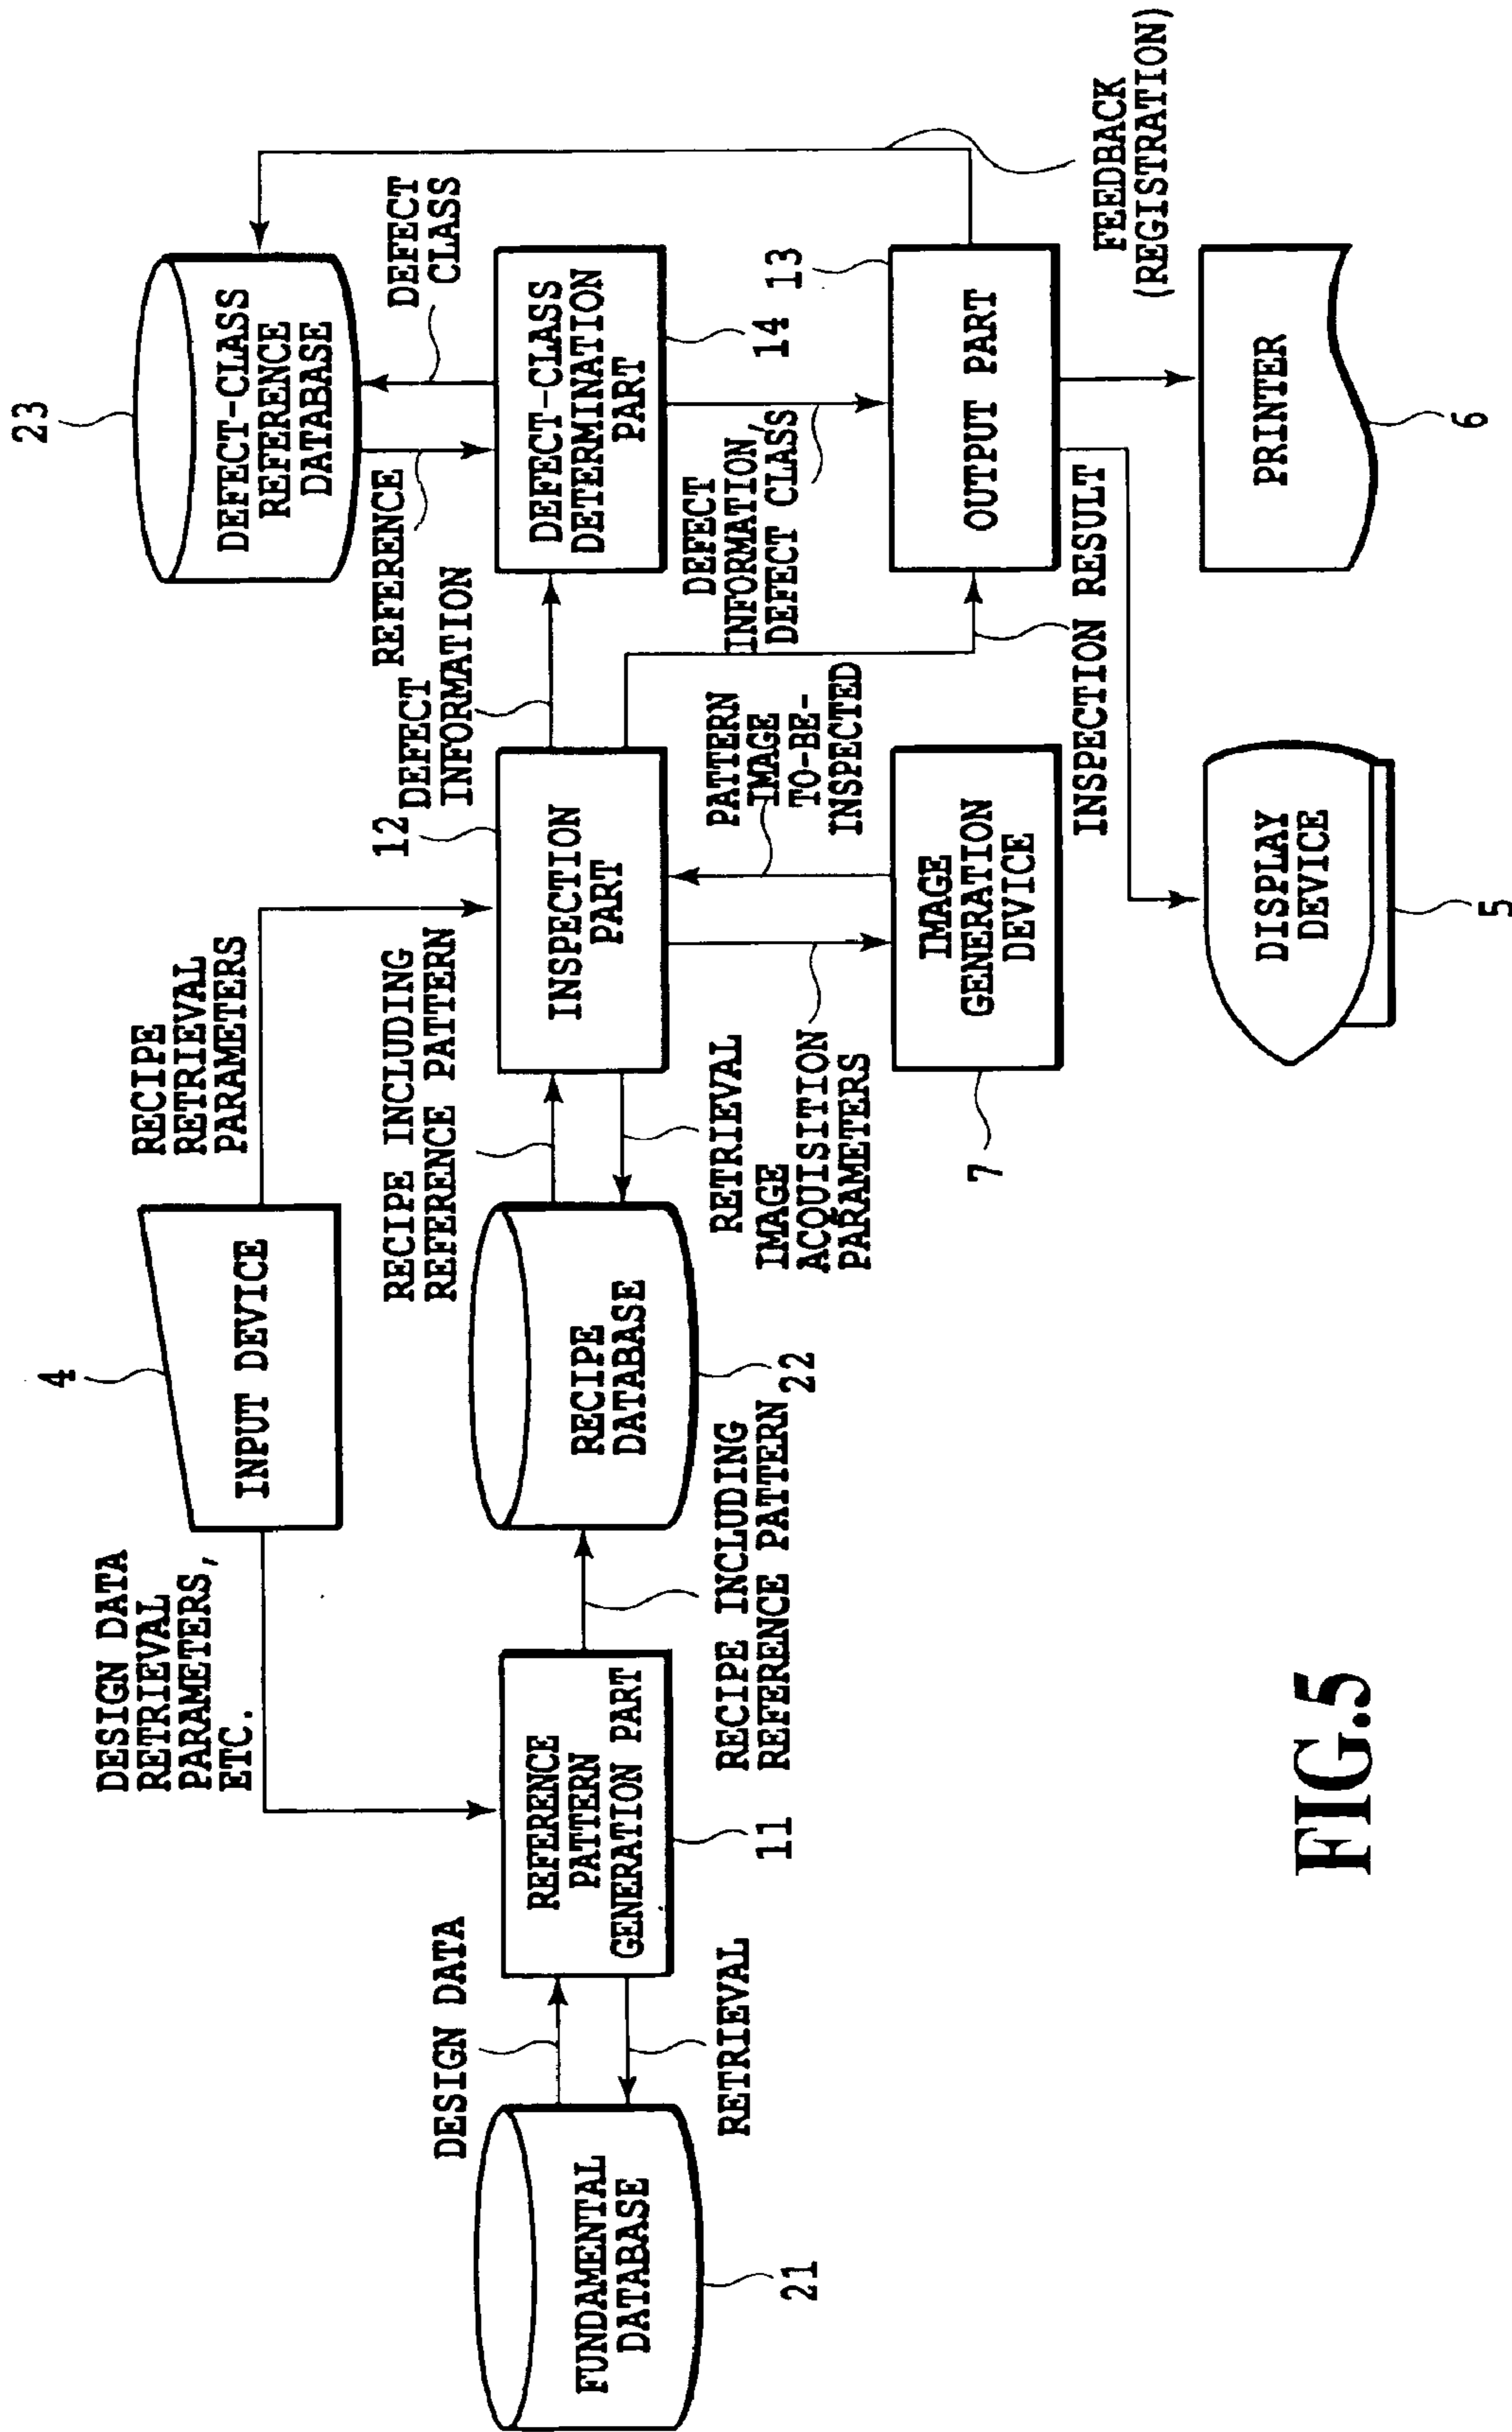 4
INPUT DEVICE
DESIGN DATA
RETRIEVAL
PARAMETERS,
ETC.
RECIPE
RETRIEVAL
PARAMETERS
23
DEFECT-CLASS
REFERENCE
DATABASE
DEFECT
CLASS
REFERENCE
DESIGN DATA
RECIPE INCLUDING
REFERENCE PATTERN
12
DEFECT
INFORMATION
FUNDAMENTAL
DATABASE
21
REFERENCE
PATTERN
GENERATION PART
11
RECIPE
DATABASE
22
INSPECTION
PART
DEFECT-CLASS
DETERMINATION
PART
14
RETRIEVAL
RECIPE INCLUDING
REFERENCE PATTERN
RETRIEVAL
IMAGE
ACQUISITION
PARAMETERS
PATTERN
IMAGE
TO-BE-
INSPECTED
DEFECT
INFORMATION,
DEFECT CLASS
13
IMAGE
GENERATION
DEVICE
7
OUTPUT PART
INSPECTION RESULT
FEEDBACK
(REGISTRATION)
DISPLAY
DEVICE
5
PRINTER
6
FIG.5